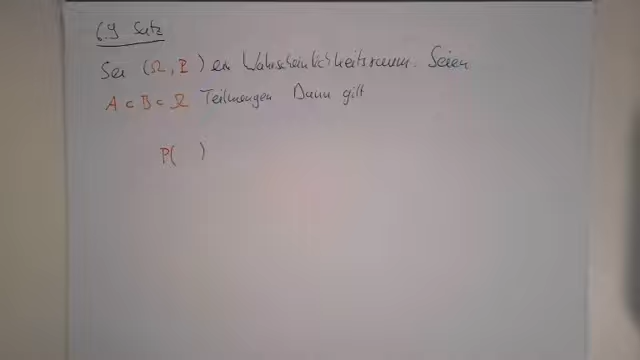 6.9 Satz
Sei (Ω, P) ein Wahrscheinlichkeitsraum. Seien
A ⊂ B ⊂ Ω Teilmengen Dann gilt
P( )